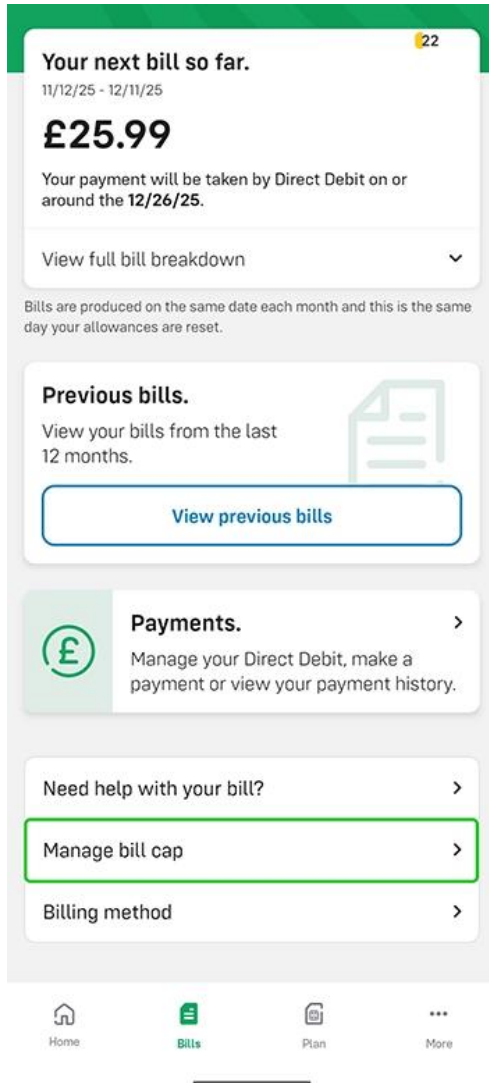 22
Your next bill so far.
11/12/25 - 12/11/25
£25.99
Your payment will be taken by Direct Debit on or
around the 12/26/25.
View full bill breakdown
Bills are produced on the same date each month and this is the same
day your allowances are reset.
Previous bills.
View your bills from the last
12 months.
View previous bills
£
Payments.
Manage your Direct Debit, make a
payment or view your payment history.
Need help with your bill?
Manage bill cap
Billing method
Home
Bills
Plan
More